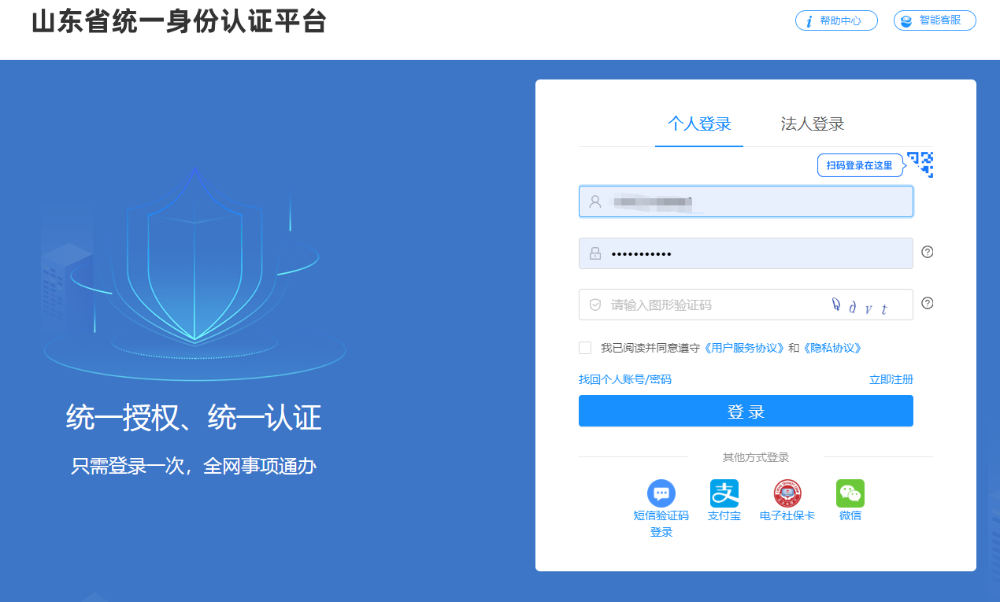 山东省统一身份认证平台
帮助中心
智能客服
个人登录
法人登录
扫码登录在这里
•••••••••••
请输入图形验证码
d v t
我已阅读并同意遵守《用户服务协议》和《隐私协议》
找回个人账号/密码
立即注册
登 录
统一授权、统一认证
只需登录一次，全网事项通办
其他方式登录
短信验证码
登录
支付宝
电子社保卡
微信